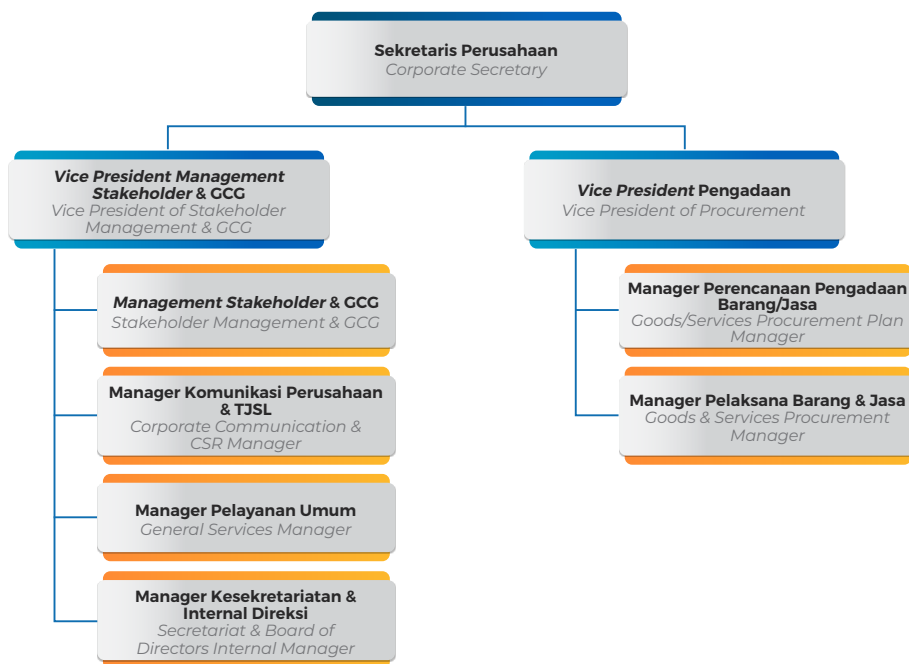 Sekretaris Perusahaan
Corporate Secretary
Vice President Management
Stakeholder & GCG
Vice President of Stakeholder
Management & GCG
Management Stakeholder & GCG
Stakeholder Management & GCG
Manager Komunikasi Perusahaan
& TJSL
Corporate Communication &
CSR Manager
Manager Pelayanan Umum
General Services Manager
Manager Kesekretariatan &
Internal Direksi
Secretariat & Board of
Directors Internal Manager
Vice President Pengadaan
Vice President of Procurement
Manager Perencanaan Pengadaan
Barang/Jasa
Goods/Services Procurement Plan
Manager
Manager Pelaksana Barang & Jasa
Goods & Services Procurement
Manager